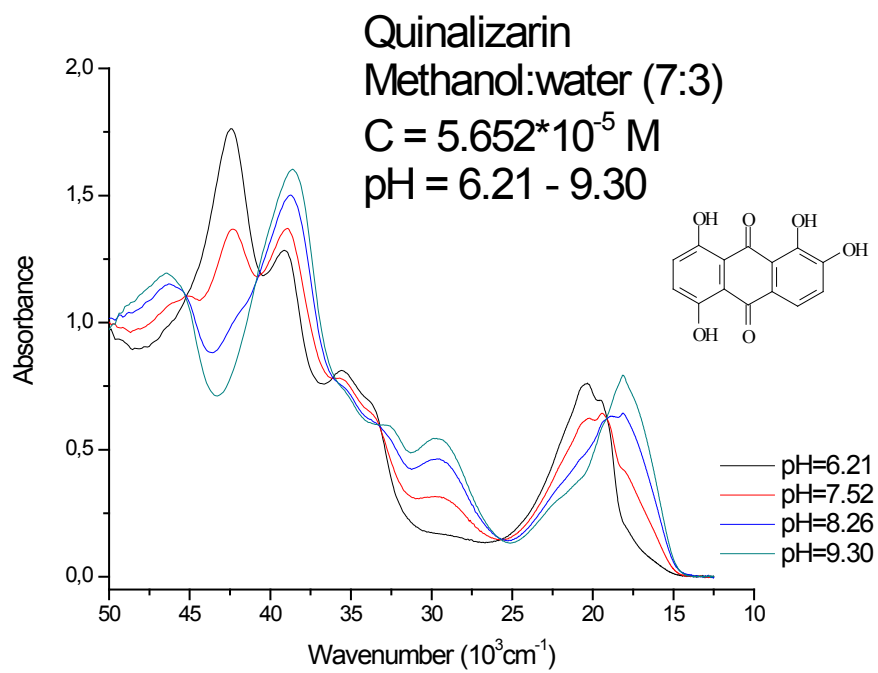 Quinalizarin
Methanol:water (7:3)
C = 5.652*10⁻⁵ M
pH = 6.21 - 9.30
2,0
1,5
1,0
0,5
0,0
Absorbance
OH O OH
OH
OH O
pH=6.21
pH=7.52
pH=8.26
pH=9.30
50 45 40 35 30 25 20 15 10
Wavenumber (10³cm⁻¹)